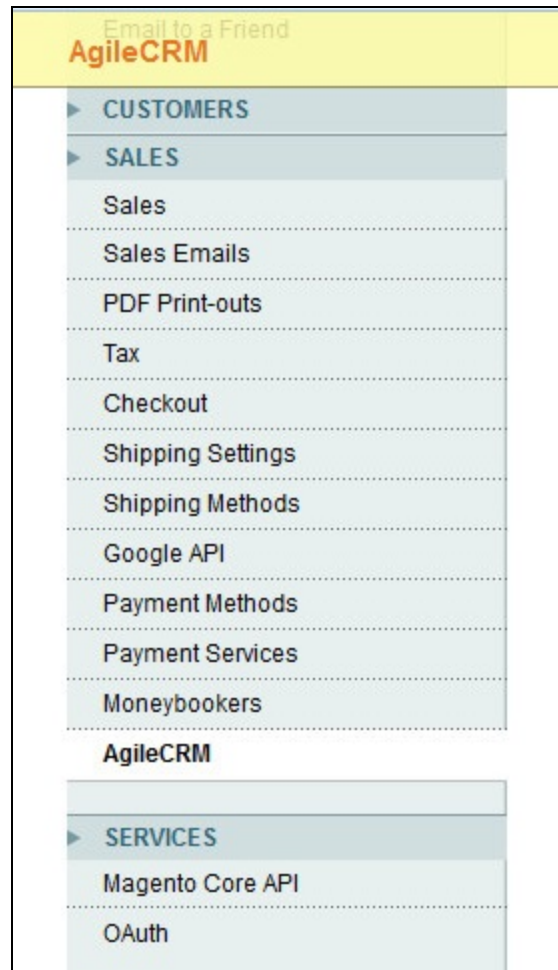 Email to a Friend
AgileCRM
CUSTOMERS
SALES
Sales
Sales Emails
PDF Print-outs
Tax
Checkout
Shipping Settings
Shipping Methods
Google API
Payment Methods
Payment Services
Moneybookers
AgileCRM
SERVICES
Magento Core API
OAuth